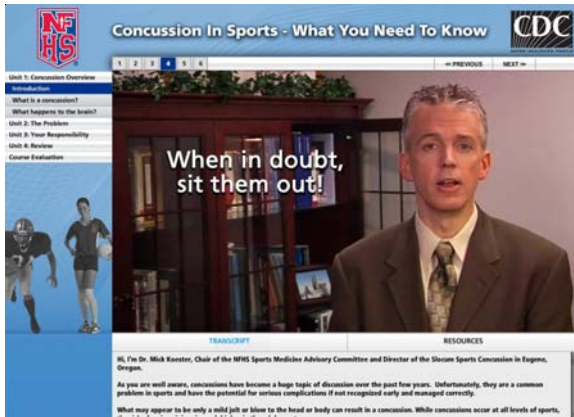 NF
HS
Concussion In Sports - What You Need To Know
CDC
1 2 3 4 5 6
PREVIOUS NEXT
Unit 1: Concussion Overview
Introduction
What is a concussion?
What happens to the brain?
Unit 2: The Problem
Unit 3: Your Responsibility
Unit 4: Review
Course Evaluation
When in doubt,
sit them out!
TRANSCRIPT RESOURCES
Hi, I'm Dr. Mick Koester, Chair of the NFHS Sports Medicine Advisory Committee and Director of the Slocum Sports Concussion in Eugene,
Oregon.
As you are well aware, concussions have become a huge topic of discussion over the past few years. Unfortunately, they are a common
problem in sports and have the potential for serious complications if not recognized early and managed correctly.
What may appear to be only a mild jolt or blow to the head or body can result in a concussion. While concussions occur at all levels of sports,